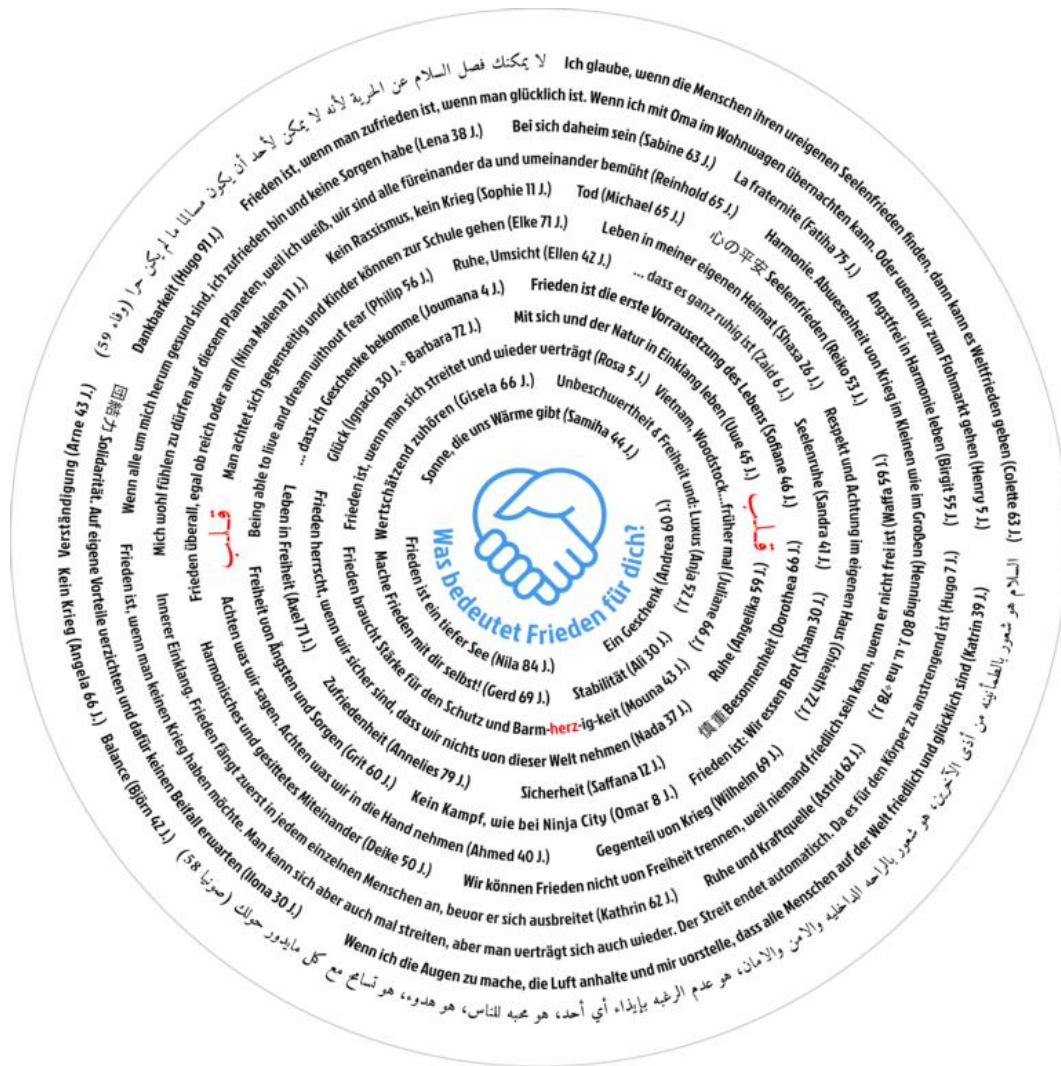 لا يمكنك فصل السلام عن الحرية لأنه لا يمكن لأحد أن يكون مسالما ما لم يكن حرا (وفاء 59)
Ich glaube, wenn die Menschen ihren ureigenen Seelenfrieden finden, dann kann es Weltfrieden geben (Colette 63 J.)
السلام هو شعور بالطمأنينه من أذى الآخرين، هو شعور بالراحه الداخليه والامن والامان، هو عدم الرغبه بإيذاء أي أحد، هو محبه للناس، هو هدوء، هو تسامح مع كل مايدور حولك (صونيا 58)
Balance (Björn 42 J.)
Kein Krieg (Angela 66 J.)
Verständigung (Arne 43 J.)
Dankbarkeit (Hugo 91 J.)
Frieden ist, wenn man zufrieden ist, wenn man glücklich ist. Wenn ich mit Oma im Wohnwagen übernachten kann. Oder wenn wir zum Flohmarkt gehen (Henry 5 J.)
Wenn ich die Augen zu mache, die Luft anhalte und mir vorstelle, dass alle Menschen auf der Welt friedlich und glücklich sind (Katrin 39 J.)
団結力 Solidarität. Auf eigene Vorteile verzichten und dafür keinen Beifall erwarten (Ilona 30 J.)
Wenn alle um mich herum gesund sind, ich zufrieden bin und keine Sorgen habe (Lena 38 J.)
Bei sich daheim sein (Sabine 63 J.)
La fraternite (Fatiha 75 J.)
Angstfrei in Harmonie leben (Birgit 55 J.)
Frieden ist, wenn man keinen Krieg haben möchte. Man kann sich aber auch mal streiten, aber man verträgt sich auch wieder. Der Streit endet automatisch. Da es für den Körper zu anstrengend ist (Hugo 7 J.)
Mich wohl fühlen zu dürfen auf diesem Planeten, weil ich weiß, wir sind alle füreinander da und umeinander bemüht (Reinhold 65 J.)
Harmonie. Abwesenheit von Krieg im Kleinen wie im Großen (Henning 80 J. u. Inga 78 J.)
Ruhe und Kraftquelle (Astrid 62 J.)
Innerer Einklang. Frieden fängt zuerst in jedem einzelnen Menschen an, bevor er sich ausbreitet (Kathrin 62 J.)
Frieden überall, egal ob reich oder arm (Nina Malena 11 J.)
Kein Rassismus, kein Krieg (Sophie 11 J.)
Tod (Michael 65 J.)
心の平安 Seelenfrieden (Reiko 53 J.)
Wir können Frieden nicht von Freiheit trennen, weil niemand friedlich sein kann, wenn er nicht frei ist (Waffa 59 J.)
Harmonisches und gesittetes Miteinander (Deike 50 J.)
Man achtet sich gegenseitig und Kinder können zur Schule gehen (Elke 71 J.)
Leben in meiner eigenen Heimat (Shasa 26 J.)
Respekt und Achtung im eigenen Haus (Ghieath 72 J.)
Gegenteil von Krieg (Wilhelm 69 J.)
Achten was wir sagen. Achten was wir in die Hand nehmen (Ahmed 40 J.)
Being able to live and dream without fear (Philip 56 J.)
Ruhe, Umsicht (Ellen 42 J.)
... dass es ganz ruhig ist (Zaid 6 J.)
Seelenruhe (Sandra 41 J.)
Frieden ist: Wir essen Brot (Sham 30 J.)
Kein Kampf, wie bei Ninja City (Omar 8 J.)
Freiheit von Ängsten und Sorgen (Grit 60 J.)
... dass ich Geschenke bekomme (Joumana 4 J.)
Frieden ist die erste Vorrausetzung des Lebens (Sofiane 46 J.)
慎重 Besonnenheit (Dorothea 66 J.)
Sicherheit (Saffana 12 J.)
Zufriedenheit (Annelies 79 J.)
Leben in Freiheit (Axel 71 J.)
Glück (Ignacio 30 J. + Barbara 72 J.)
Mit sich und der Natur in Einklang leben (Uwe 45 J.)
قلب
Ruhe (Angelika 59 J.)
Frieden herrscht, wenn wir sicher sind, dass wir nichts von dieser Welt nehmen (Nada 37 J.)
Frieden ist, wenn man sich streitet und wieder verträgt (Rosa 5 J.)
Vietnam, Woodstock...früher mal (Juliane 66 J.)
Frieden braucht Stärke für den Schutz und Barm-herz-ig-keit (Mouna 43 J.)
Wertschätzend zuhören (Gisela 66 J.)
Unbeschwertheit & Freiheit und: Luxus (Anja 52 J.)
Stabilität (Ali 30 J.)
Mache Frieden mit dir selbst! (Gerd 69 J.)
Sonne, die uns Wärme gibt (Samiha 44 J.)
Ein Geschenk (Andrea 60 J.)
Frieden ist ein tiefer See (Nila 84 J.)
Was bedeutet Frieden für dich?